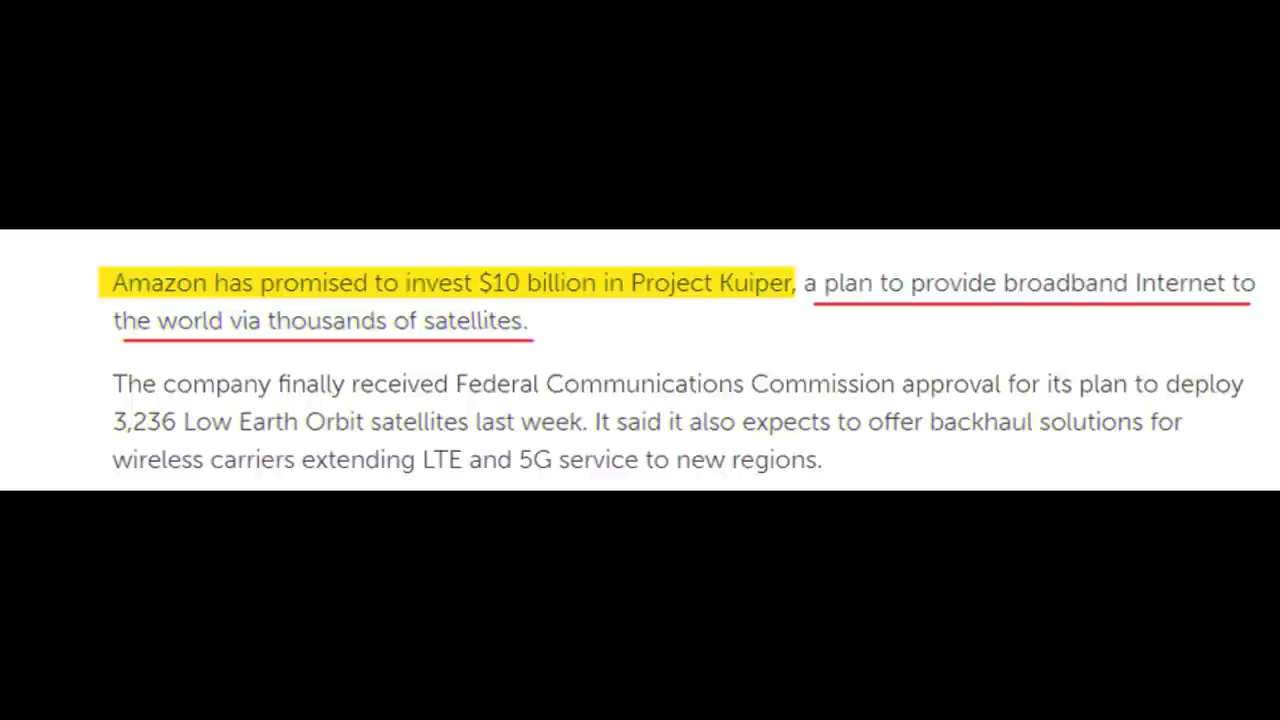 Amazon has promised to invest $10 billion in Project Kuiper, a plan to provide broadband Internet to
the world via thousands of satellites.
The company finally received Federal Communications Commission approval for its plan to deploy
3,236 Low Earth Orbit satellites last week. It said it also expects to offer backhaul solutions for
wireless carriers extending LTE and 5G service to new regions.